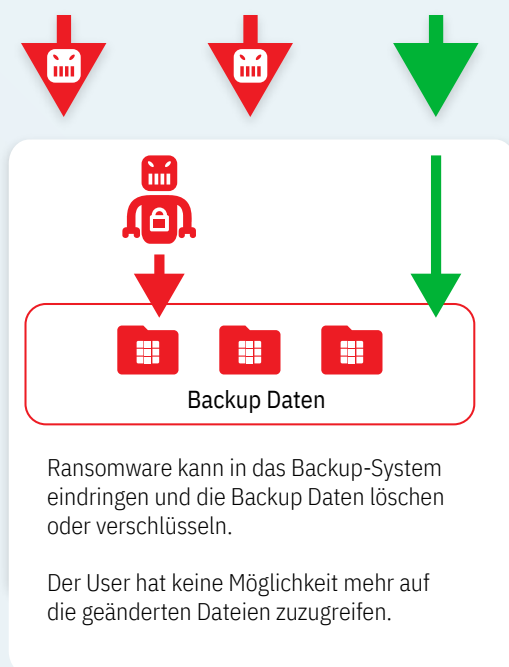 Backup Daten
Ransomware kann in das Backup-System
eindringen und die Backup Daten löschen
oder verschlüsseln.
Der User hat keine Möglichkeit mehr auf
die geänderten Dateien zuzugreifen.